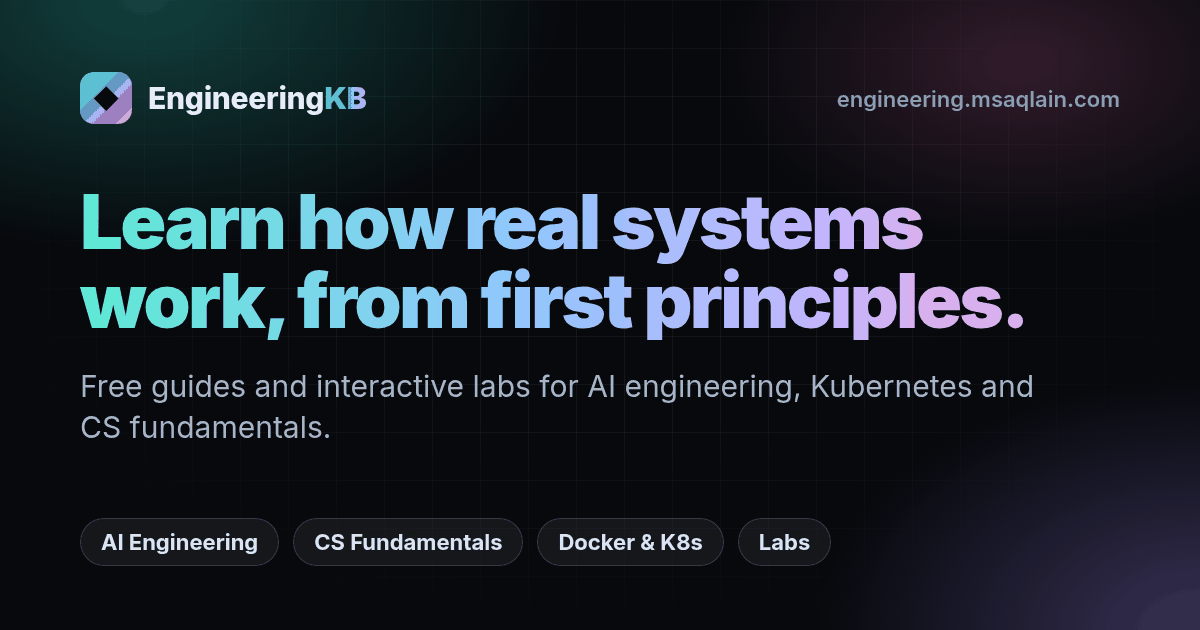 EngineeringKB
engineering.msaqlain.com
Learn how real systems
work, from first principles.
Free guides and interactive labs for AI engineering, Kubernetes and
CS fundamentals.
AI Engineering
CS Fundamentals
Docker & K8s
Labs